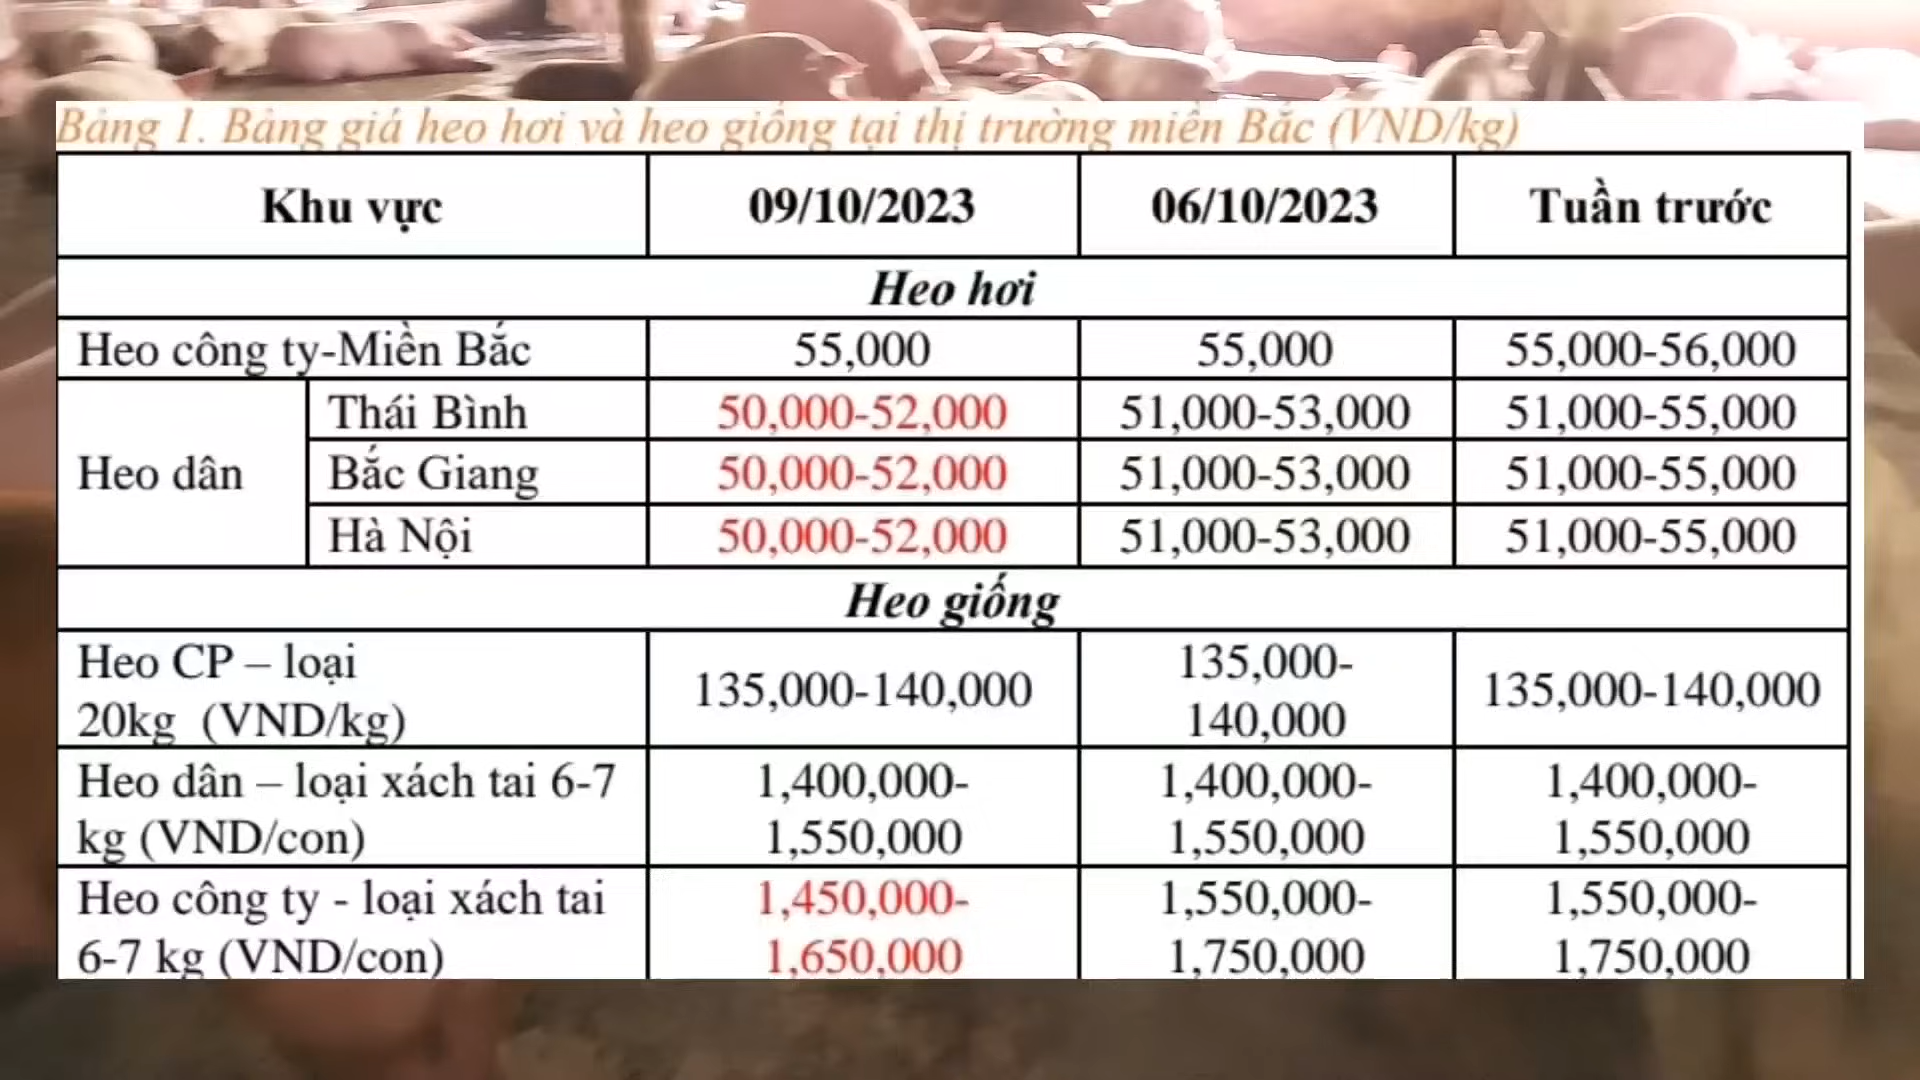 Bảng 1. Bảng giá heo hơi và heo giống tại thị trường miền Bắc (VND/kg)
Khu vực 09/10/2023 06/10/2023 Tuần trước
Heo hơi
Heo công ty-Miền Bắc 55,000 55,000 55,000-56,000
Heo dân
Thái Bình 50,000-52,000 51,000-53,000 51,000-55,000
Bắc Giang 50,000-52,000 51,000-53,000 51,000-55,000
Hà Nội 50,000-52,000 51,000-53,000 51,000-55,000
Heo giống
Heo CP – loại
20kg (VND/kg)
135,000-140,000
135,000-
140,000
135,000-140,000
Heo dân – loại xách tai 6-7
kg (VND/con)
1,400,000-
1,550,000
1,400,000-
1,550,000
1,400,000-
1,550,000
Heo công ty - loại xách tai
6-7 kg (VND/con)
1,450,000-
1,650,000
1,550,000-
1,750,000
1,550,000-
1,750,000